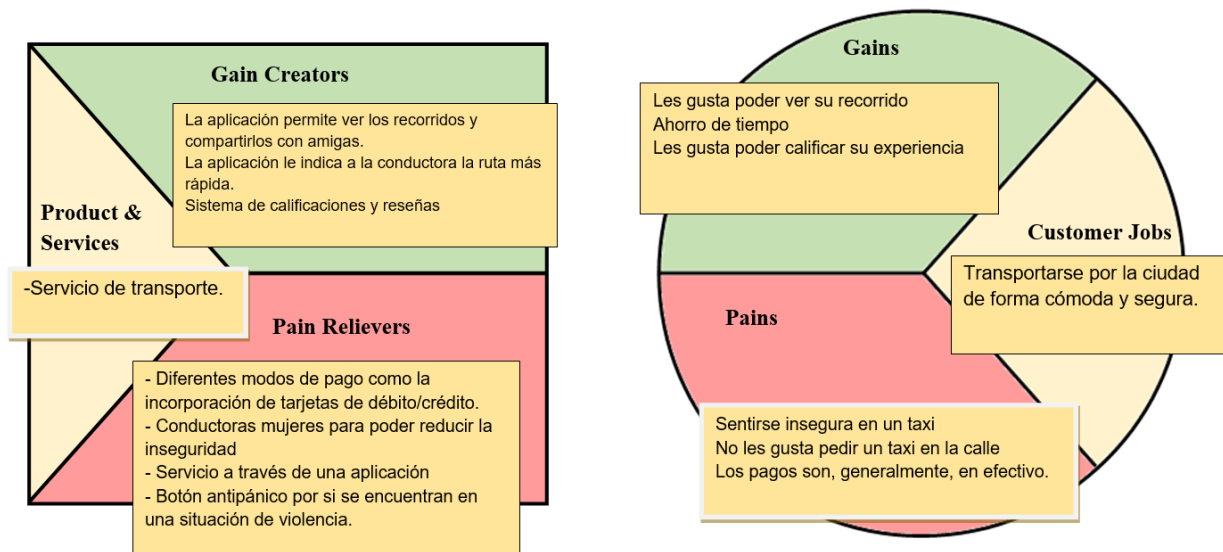 Gain Creators
La aplicación permite ver los recorridos y
compartirlos con amigas.
La aplicación le indica a la conductora la ruta más
rápida.
Sistema de calificaciones y reseñas
Product &
Services
-Servicio de transporte.
Pain Relievers
- Diferentes modos de pago como la
incorporación de tarjetas de débito/crédito.
- Conductoras mujeres para poder reducir la
inseguridad
- Servicio a través de una aplicación
- Botón antipánico por si se encuentran en
una situación de violencia.
Gains
Les gusta poder ver su recorrido
Ahorro de tiempo
Les gusta poder calificar su experiencia
Customer Jobs
Transportarse por la ciudad
de forma cómoda y segura.
Pains
Sentirse insegura en un taxi
No les gusta pedir un taxi en la calle
Los pagos son, generalmente, en efectivo.